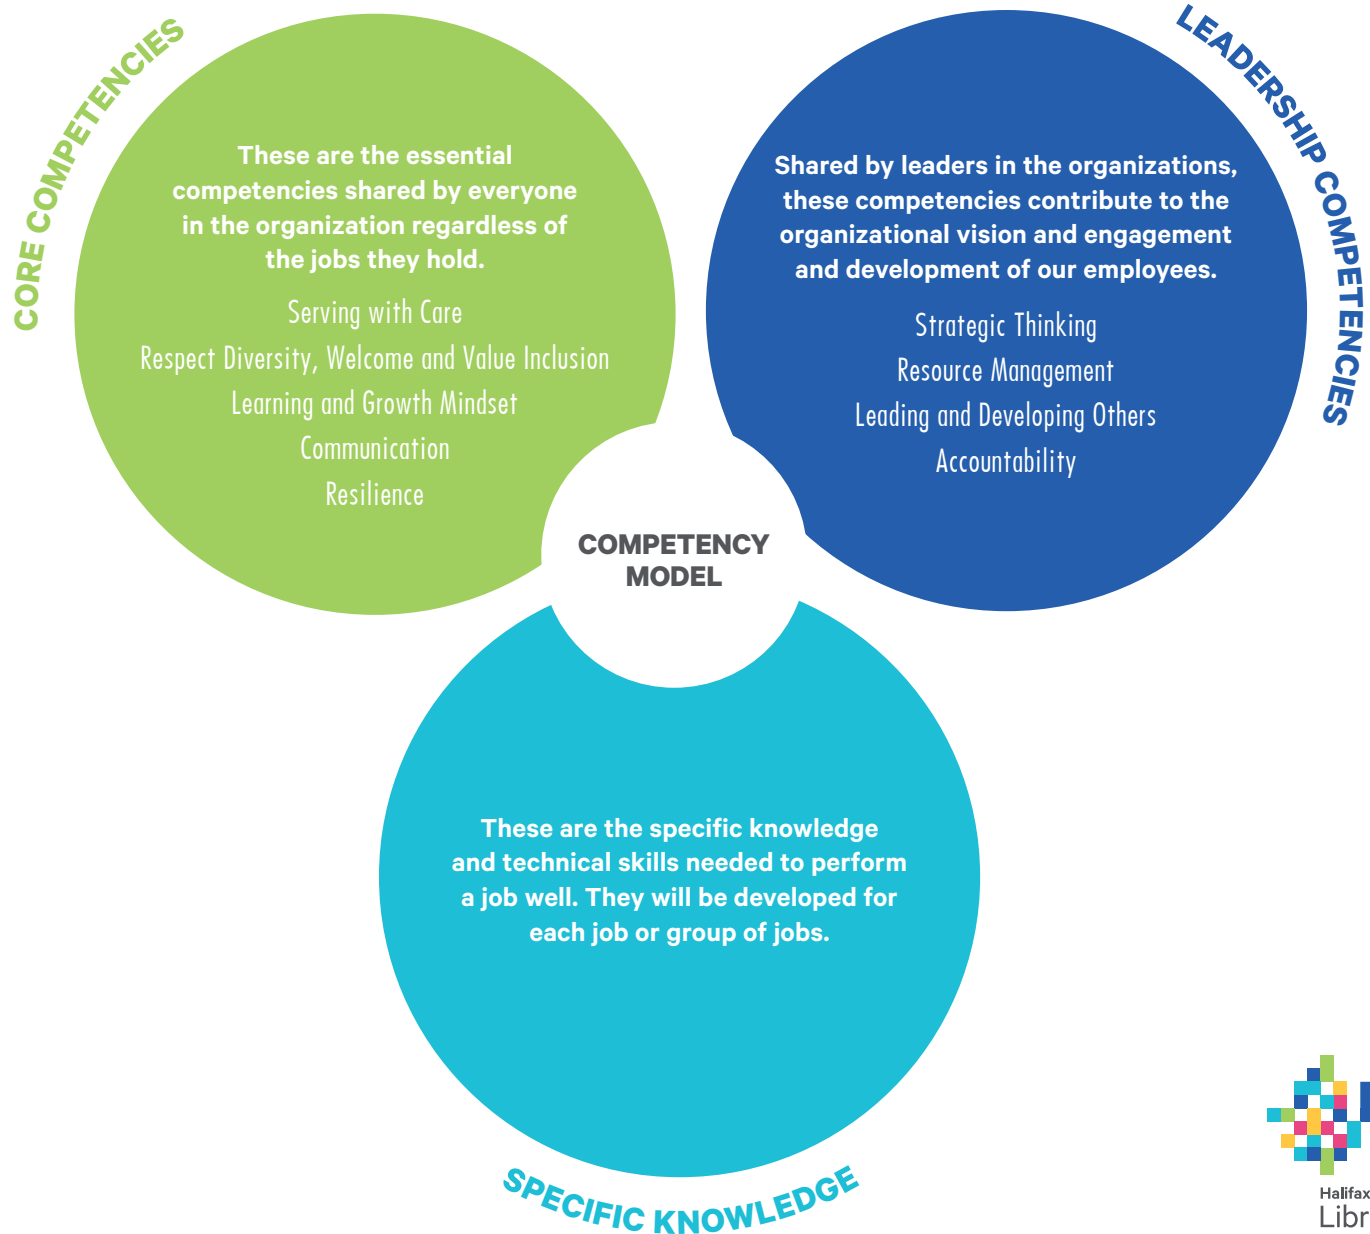 CORE COMPETENCIES
These are the essential
competencies shared by everyone
in the organization regardless of
the jobs they hold.
Serving with Care
Respect Diversity, Welcome and Value Inclusion
Learning and Growth Mindset
Communication
Resilience
LEADERSHIP COMPETENCIES
Shared by leaders in the organizations,
these competencies contribute to the
organizational vision and engagement
and development of our employees.
Strategic Thinking
Resource Management
Leading and Developing Others
Accountability
COMPETENCY
MODEL
These are the specific knowledge
and technical skills needed to perform
a job well. They will be developed for
each job or group of jobs.
SPECIFIC KNOWLEDGE
Halifax
Libr